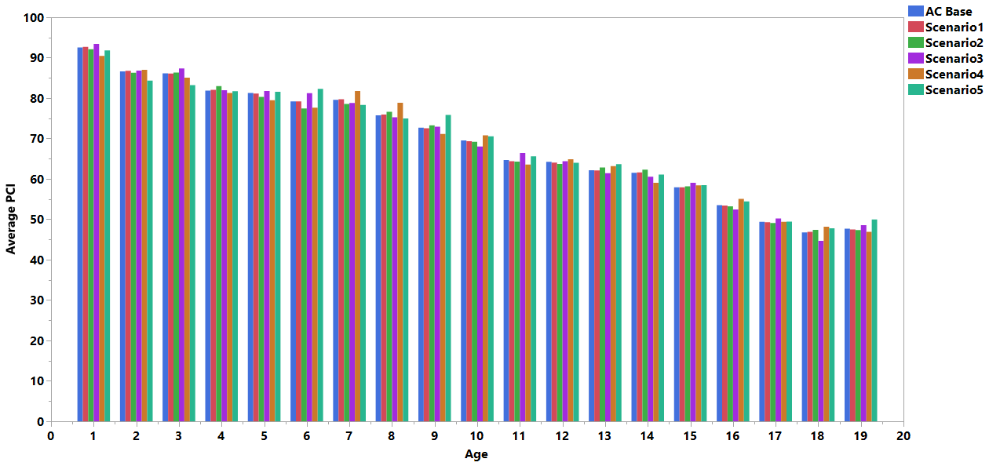 100
90
80
70
60
50
40
30
20
10
0
Average PCI
0 1 2 3 4 5 6 7 8 9 10 11 12 13 14 15 16 17 18 19 20
Age
AC Base
Scenario1
Scenario2
Scenario3
Scenario4
Scenario5